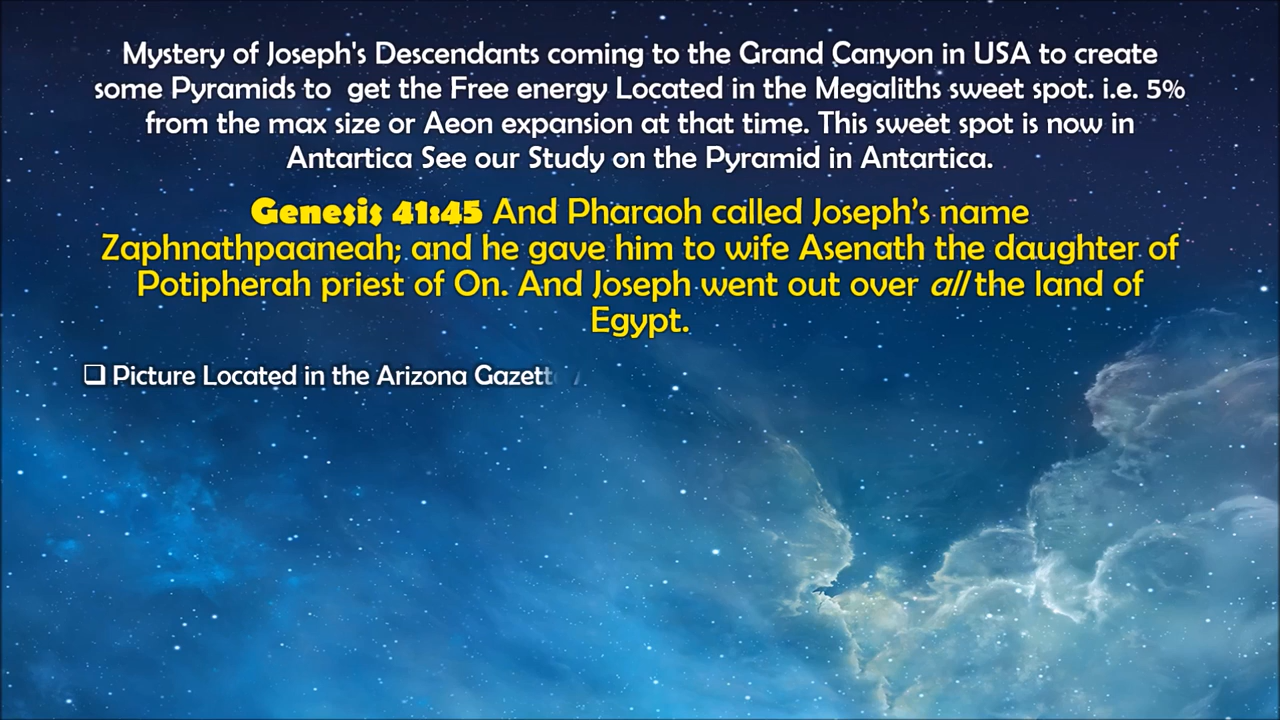 Mystery of Joseph's Descendants coming to the Grand Canyon in USA to create
some Pyramids to  get the Free energy Located in the Megaliths sweet spot. i.e. 5%
from the max size or Aeon expansion at that time. This sweet spot is now in
Antartica See our Study on the Pyramid in Antartica.
Genesis 41:45 And Pharaoh called Joseph’s name
Zaphnathpaaneah; and he gave him to wife Asenath the daughter of
Potipherah priest of On. And Joseph went out over all the land of
Egypt.
❑ Picture Located in the Arizona Gazett